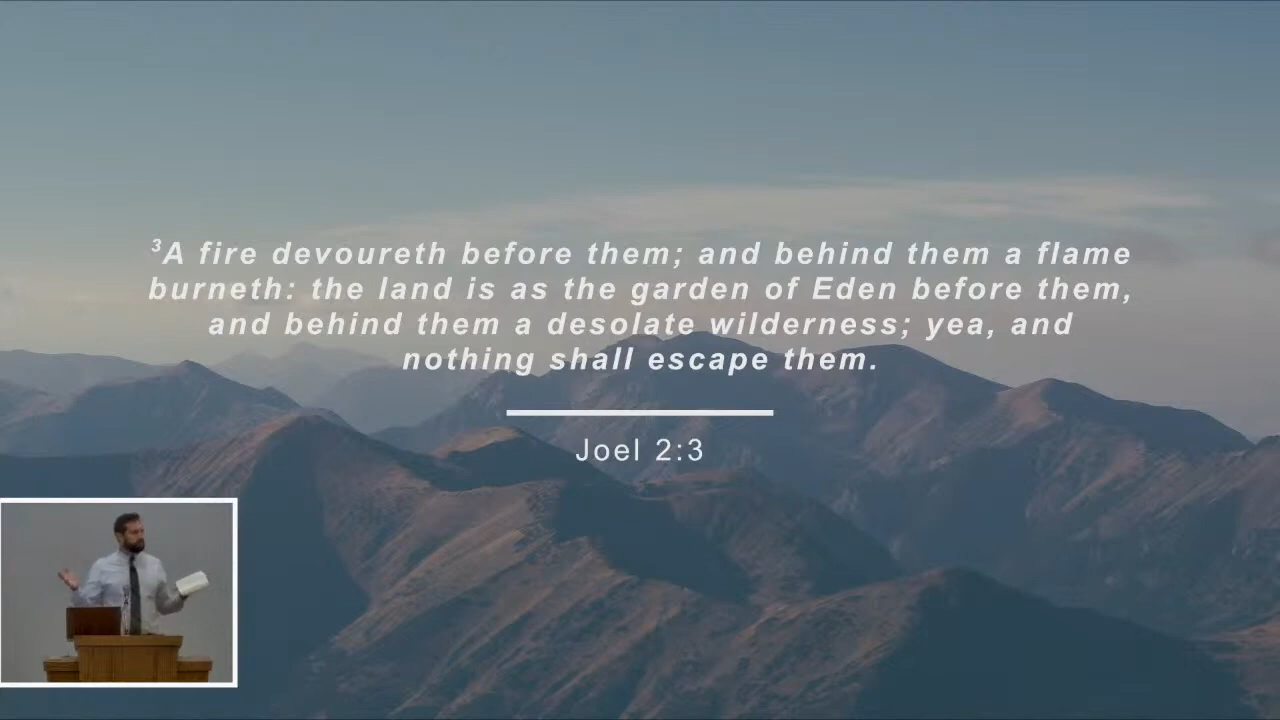 ³A fire devoureth before them; and behind them a flame
burneth: the land is as the garden of Eden before them,
and behind them a desolate wilderness; yea, and
nothing shall escape them.
Joel 2:3